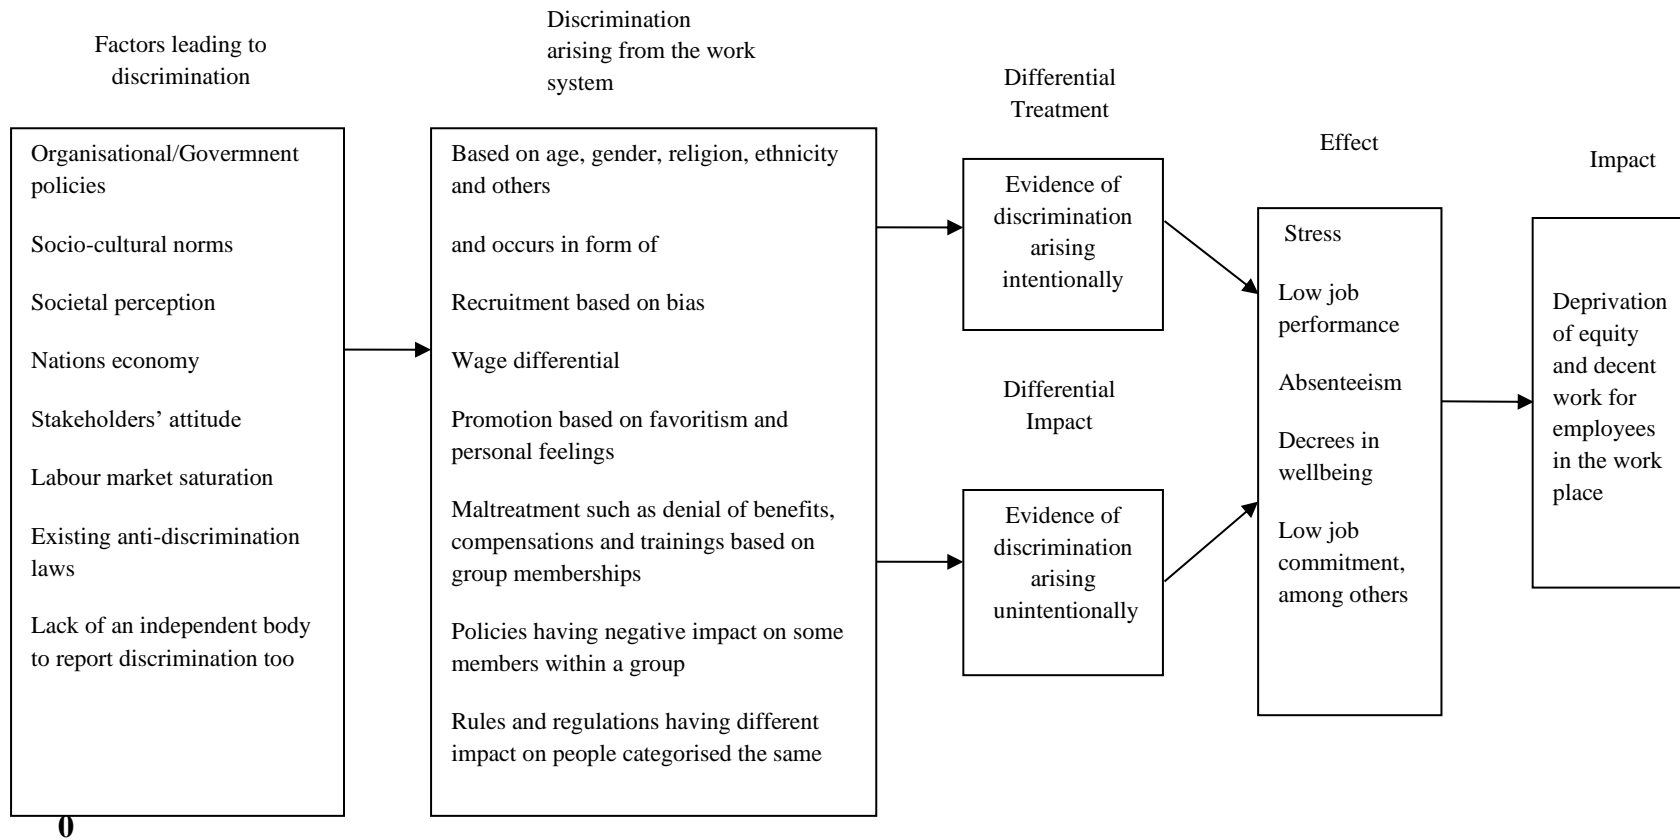 Factors leading to
discrimination
Organisational/Govermnent
policies
Socio-cultural norms
Societal perception
Nations economy
Stakeholders’ attitude
Labour market saturation
Existing anti-discrimination
laws
Lack of an independent body
to report discrimination too
0
Discrimination
arising from the work
system
Based on age, gender, religion, ethnicity
and others
and occurs in form of
Recruitment based on bias
Wage differential
Promotion based on favoritism and
personal feelings
Maltreatment such as denial of benefits,
compensations and trainings based on
group memberships
Policies having negative impact on some
members within a group
Rules and regulations having different
impact on people categorised the same
Differential
Treatment
Evidence of
discrimination
arising
intentionally
Differential
Impact
Evidence of
discrimination
arising
unintentionally
Effect
Stress
Low job
performance
Absenteeism
Decrees in
wellbeing
Low job
commitment,
among others
Impact
Deprivation
of equity
and decent
work for
employees
in the work
place